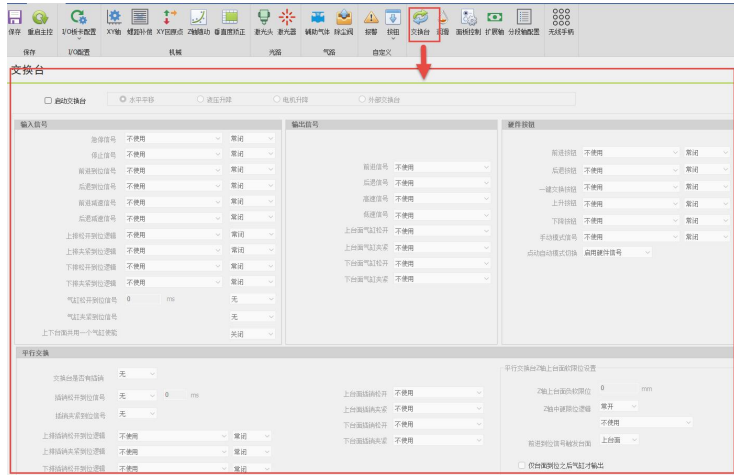 保存 重启主控 I/O板卡配置 XY轴 螺距补偿 XY回原点 Z轴随动 垂直度矫正 激光头 激光器 辅助气体 除尘阀 报警 按钮 交换台 润滑 面板控制 扩展轴 分段轴配置 无线手柄
保存 I/O配置 机械 光路 气路 自定义
交换台
启动交换台 水平平移 液压升降 电机升降 外部交换台
输入信号 输出信号 硬件按钮
急停信号 不使用 常闭
停止信号 不使用 常闭
前进到位信号 不使用 常闭
后退到位信号 不使用 常闭
前进减速信号 不使用 常闭
后退减速信号 不使用 常闭
上排松开到位逻辑 不使用 常闭
上排夹紧到位逻辑 不使用 常闭
下排松开到位逻辑 不使用 常闭
下排夹紧到位逻辑 不使用 常闭
气缸松开到位信号 0 ms 无
气缸夹紧到位信号 无
上下台面共用一个气缸使能 关闭
前进信号 不使用
后退信号 不使用
高速信号 不使用
低速信号 不使用
上台面气缸松开 不使用
上台面气缸夹紧 不使用
下台面气缸松开 不使用
下台面气缸夹紧 不使用
前进按钮 不使用 常闭
后退按钮 不使用 常闭
一键交换按钮 不使用 常闭
上升按钮 不使用 常闭
下降按钮 不使用 常闭
手动模式信号 不使用 常闭
点动自动模式切换 启用硬件信号
平行交换
交换台是否有插销 无
插销松开到位信号 无 0 ms
插销夹紧到位信号 无
上排插销松开到位逻辑 不使用 常闭
上排插销夹紧到位逻辑 不使用 常闭
下排插销松开到位逻辑 不使用 常闭
上台面插销松开 不使用
上台面插销夹紧 不使用
下台面插销松开 不使用
下台面插销夹紧 不使用
平行交换台Z轴上台面软限位设置
Z轴上台面负软限位 0 mm
Z轴中硬限位逻辑 常开
不使用
前进到位信号触发台面 上台面
仅台面到位之后气缸才输出